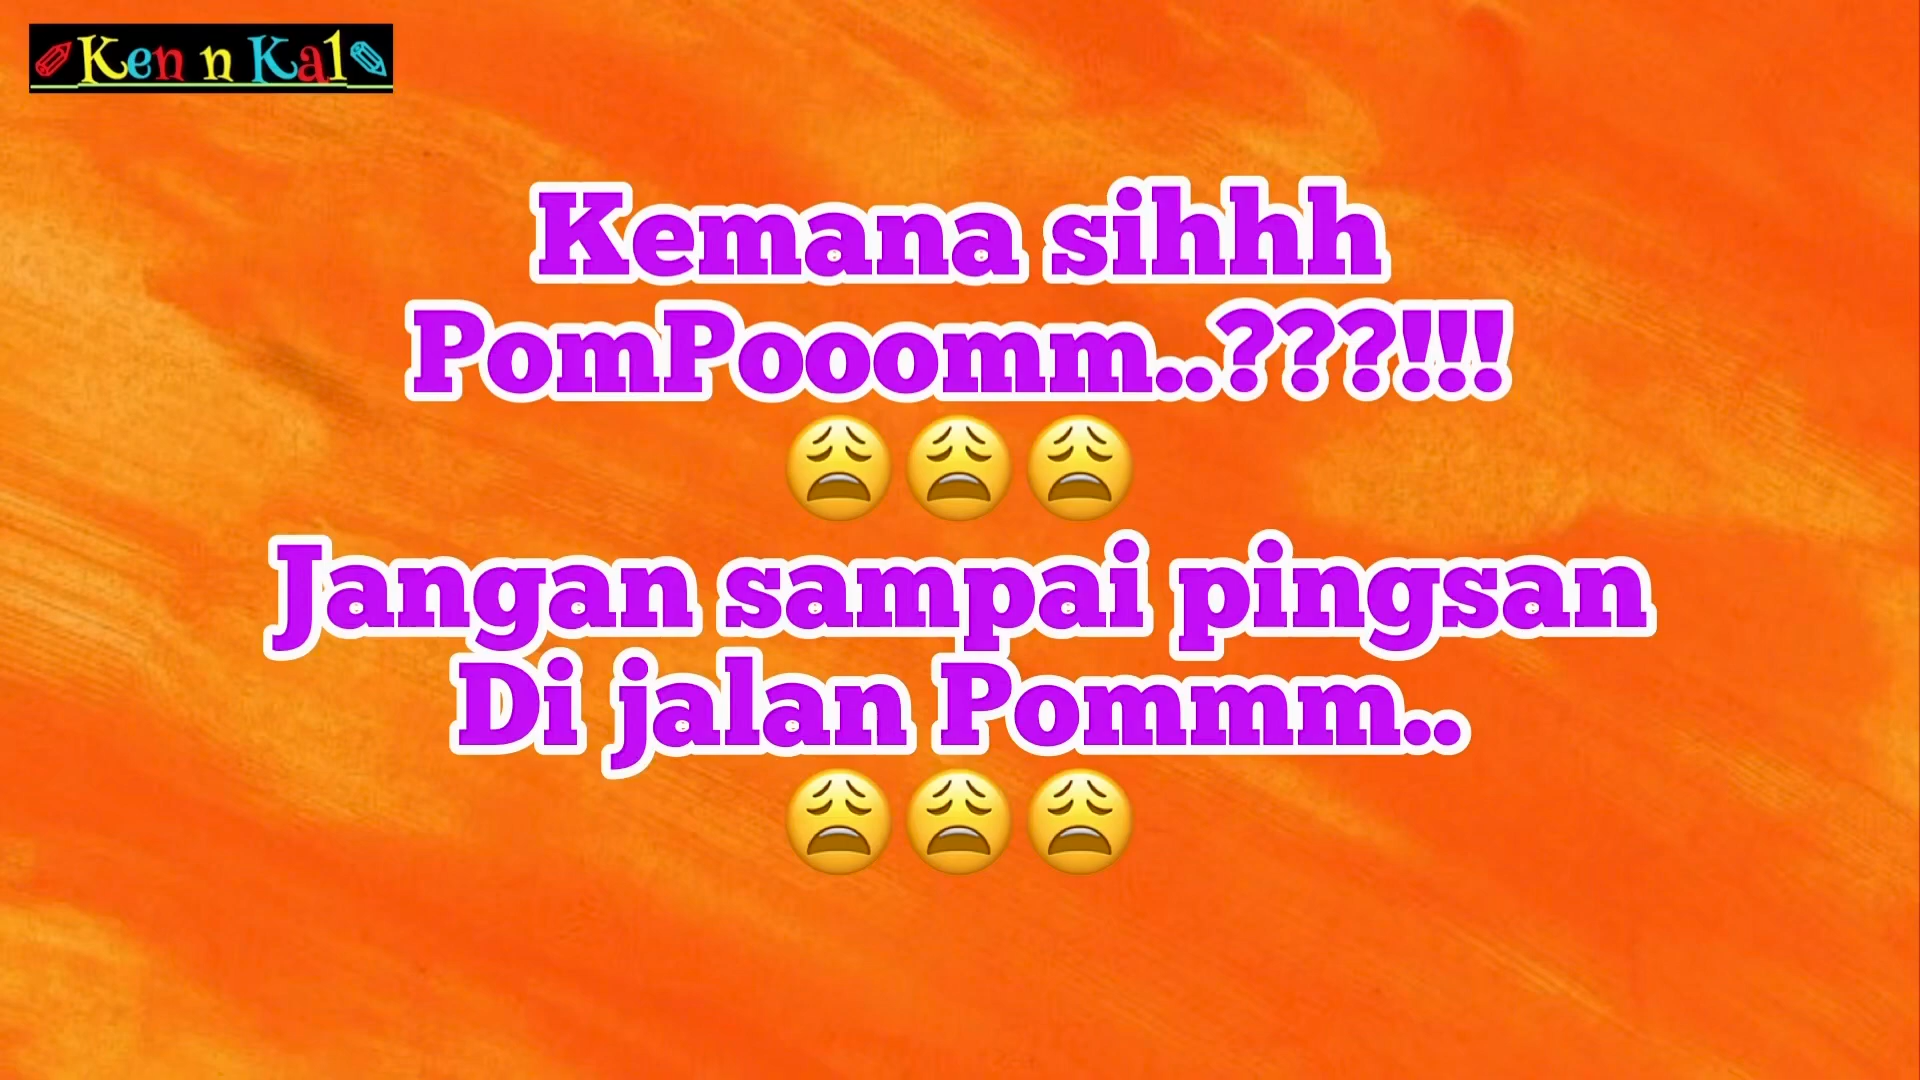 Ken n Kal
Kemana sihhh
PomPooomm..???!!!
😩😩😩
Jangan sampai pingsan
Di jalan Pommm..
😩😩😩